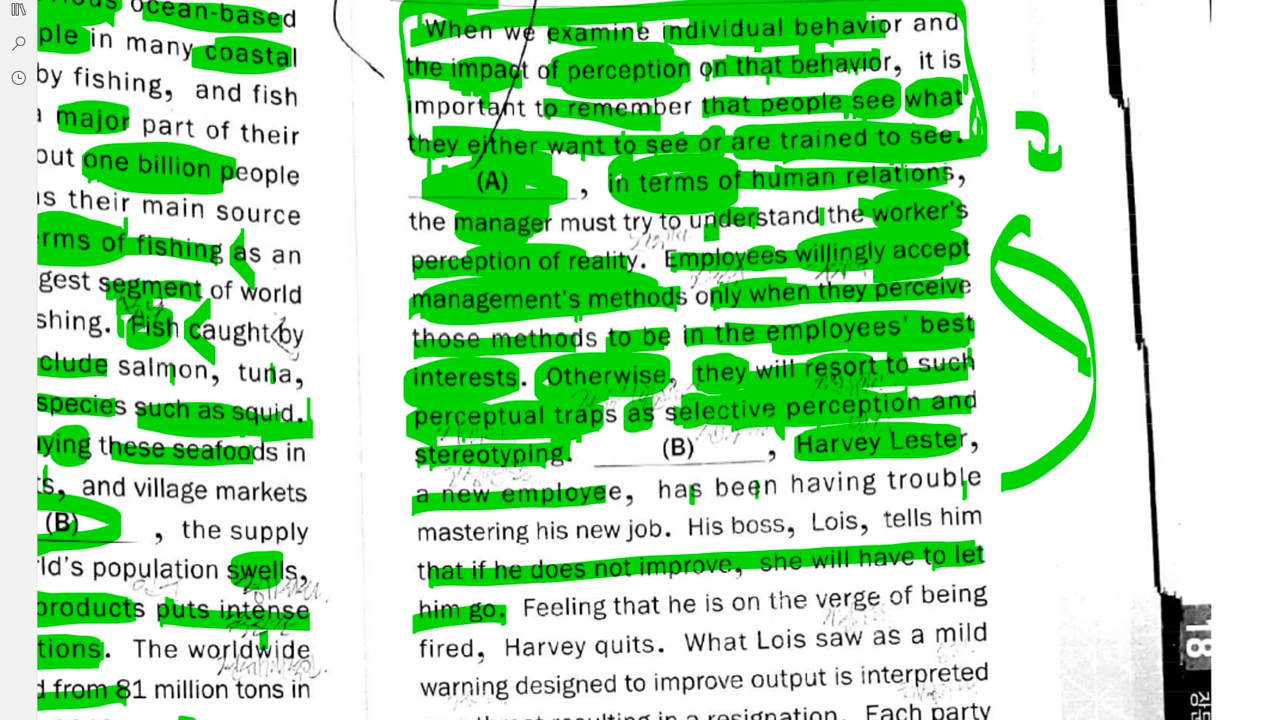 ocean-based
ple in many coastal
by fishing, and fish
major part of their
out one billion people
as their main source
rms of fishing as an
gest segment of world
shing. Fish caught by
clude salmon, tuna,
species such as squid.
ying these seafoods in
ts, and village markets
(B) , the supply
rld's population swells,
products puts intense
tions. The worldwide
d from 81 million tons in
When we examine individual behavior and
the impact of perception on that behavior, it is
important to remember that people see what
they either want to see or are trained to see.
(A) , in terms of human relations,
the manager must try to understand the worker's
perception of reality. Employees willingly accept
management's methods only when they perceive
those methods to be in the employees' best
interests. Otherwise, they will resort to such
perceptual traps as selective perception and
stereotyping. (B) , Harvey Lester,
a new employee, has been having trouble
mastering his new job. His boss, Lois, tells him
that if he does not improve, she will have to let
him go. Feeling that he is on the verge of being
fired, Harvey quits. What Lois saw as a mild
warning designed to improve output is interpreted
resulting in a resignation. Each party
18